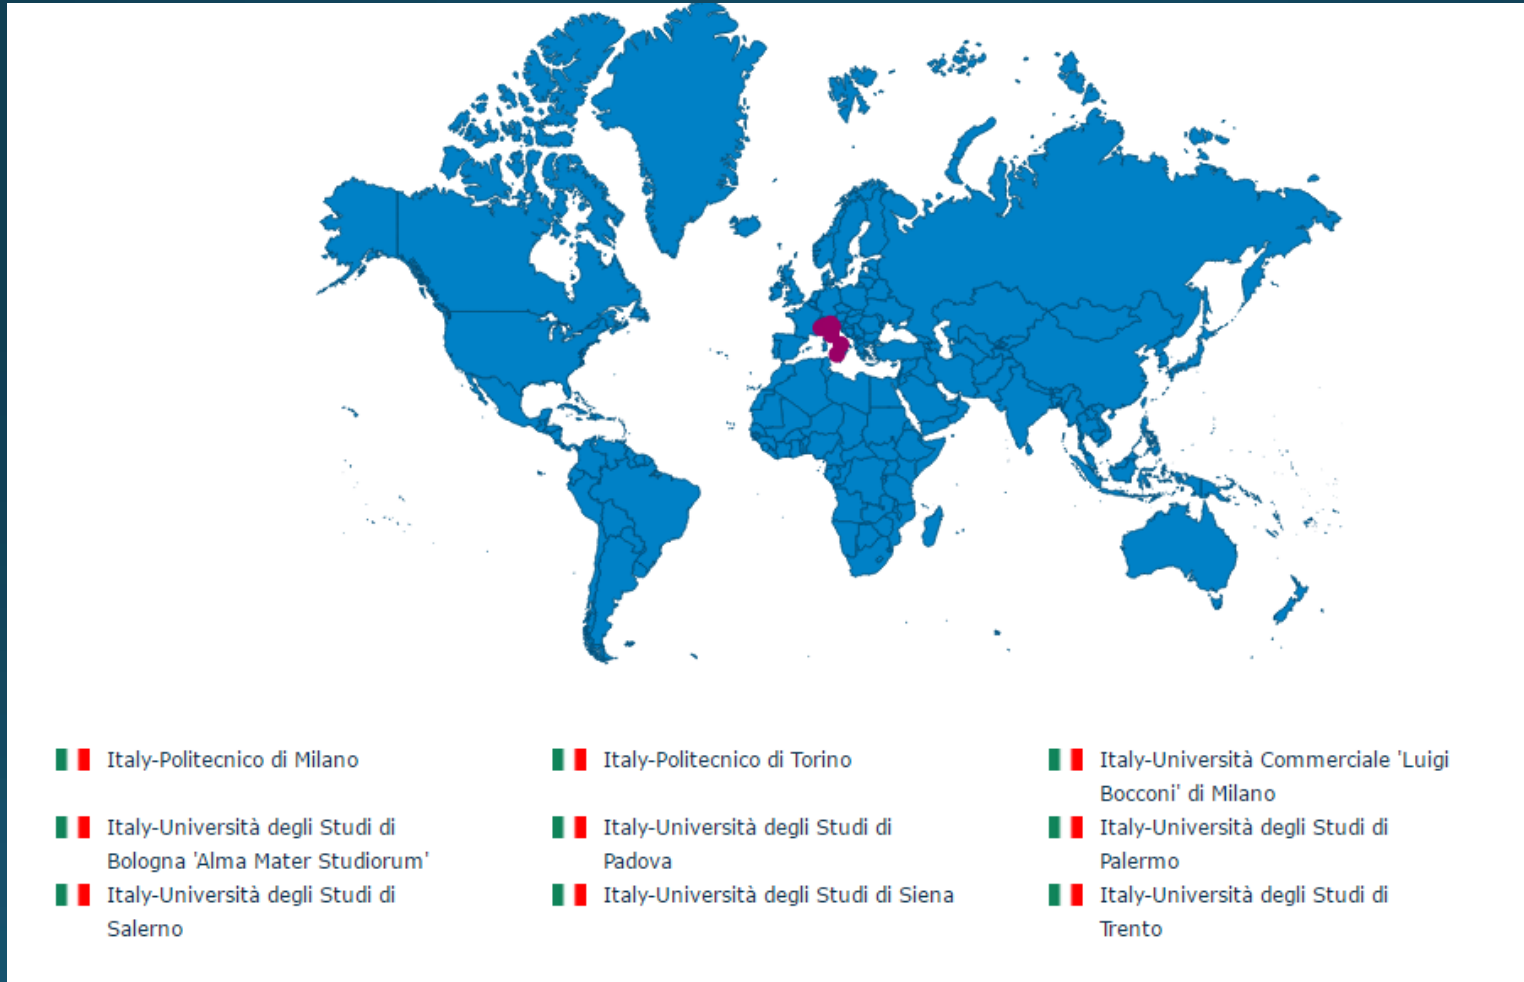 Italy-Politecnico di Milano
Italy-Politecnico di Torino
Italy-Università Commerciale 'Luigi
Bocconi' di Milano
Italy-Università degli Studi di
Bologna 'Alma Mater Studiorum'
Italy-Università degli Studi di
Padova
Italy-Università degli Studi di
Palermo
Italy-Università degli Studi di
Salerno
Italy-Università degli Studi di Siena
Italy-Università degli Studi di
Trento